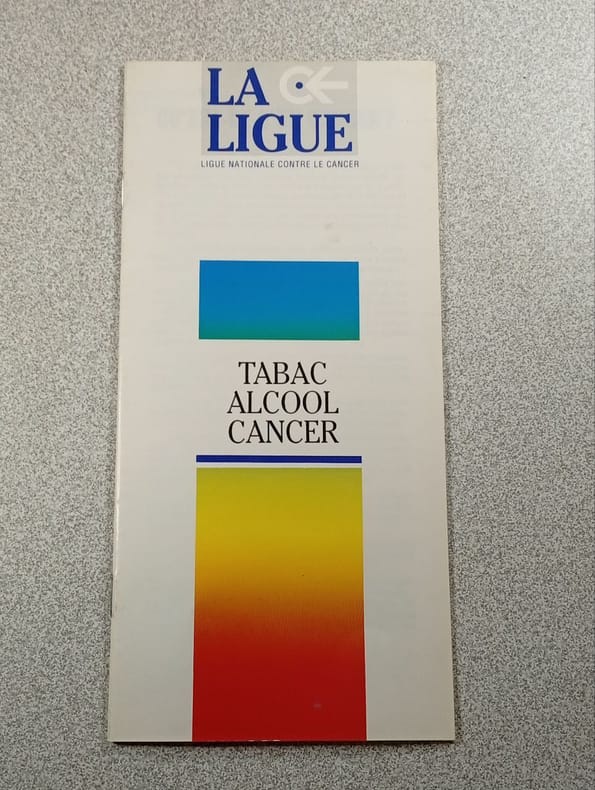 LA
LIGUE
LIGUE NATIONALE CONTRE LE CANCER
TABAC
ALCOOL
CANCER